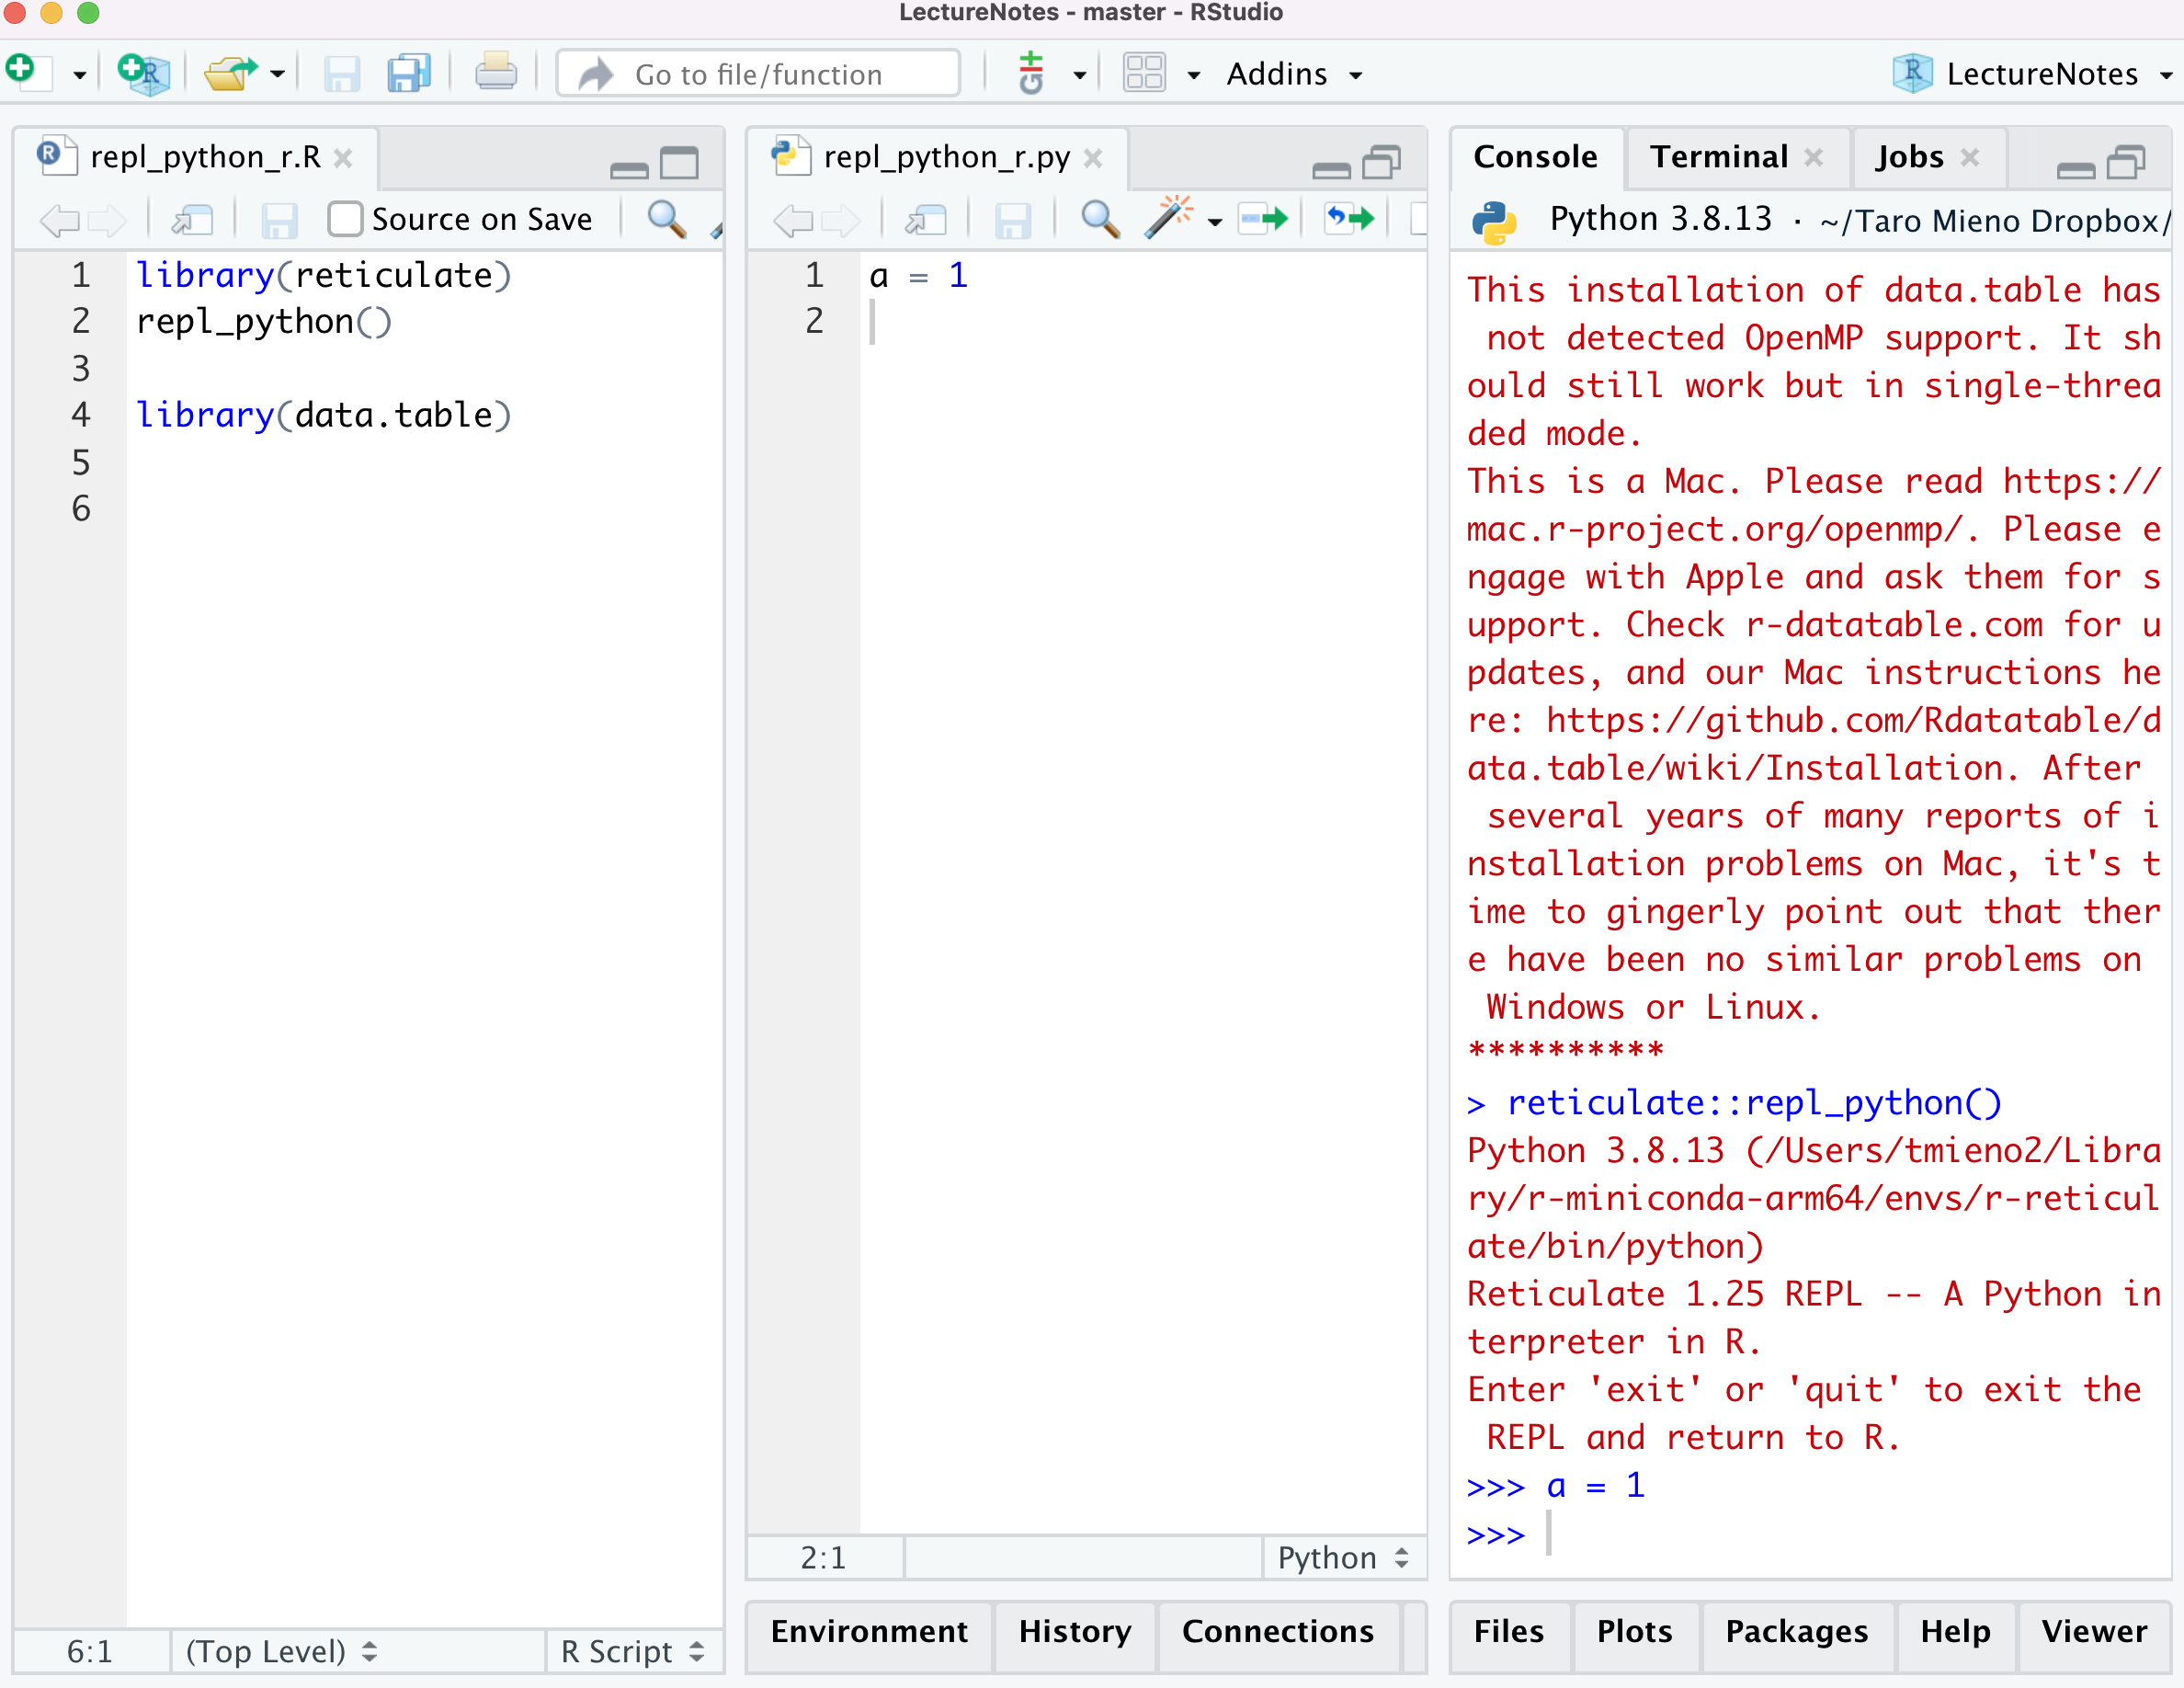 LectureNotes - master - RStudio
Go to file/function
Addins
LectureNotes
repl_python_r.R
Source on Save
1 library(reticulate)
2 repl_python()
3
4 library(data.table)
5
6
6:1 (Top Level) R Script
repl_python_r.py
1 a = 1
2
2:1 Python
Environment History Connections
Console Terminal Jobs
Python 3.8.13 · ~/Taro Mieno Dropbox/
This installation of data.table has
not detected OpenMP support. It sh
ould still work but in single-threa
ded mode.
This is a Mac. Please read https://
mac.r-project.org/openmp/. Please e
ngage with Apple and ask them for s
upport. Check r-datatable.com for u
pdates, and our Mac instructions he
re: https://github.com/Rdatatable/d
ata.table/wiki/Installation. After
several years of many reports of i
nstallation problems on Mac, it's t
ime to gingerly point out that ther
e have been no similar problems on
Windows or Linux.
**********
> reticulate::repl_python()
Python 3.8.13 (/Users/tmieno2/Libra
ry/r-miniconda-arm64/envs/r-reticul
ate/bin/python)
Reticulate 1.25 REPL -- A Python in
terpreter in R.
Enter 'exit' or 'quit' to exit the
REPL and return to R.
>>> a = 1
>>>
Files Plots Packages Help Viewer